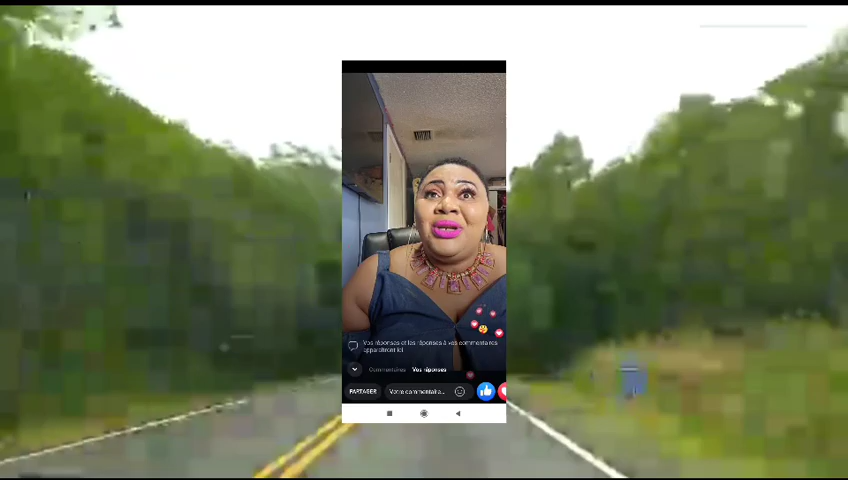 Vos réponses et les réponses à vos commentaires
apparaîtront ici
Commentaires Vos réponses
PARTAGER Votre commentaire...